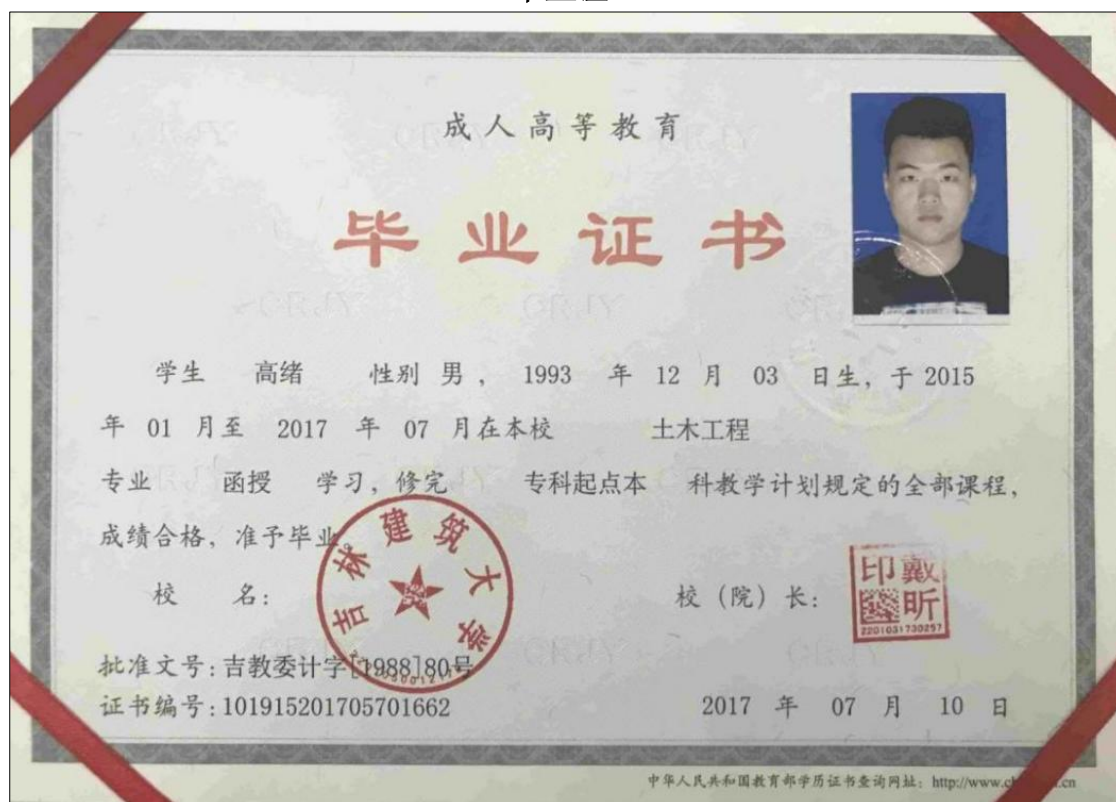 成人高等教育
毕业证书
学生 高绪 性别 男 ， 1993 年 12 月 03 日生，于 2015
年 01 月至 2017 年 07 月在本校 土木工程
专业 函授 学习，修完 专科起点本 科教学计划规定的全部课程，
成绩合格，准予毕业。
吉林建筑大学
校 名：
校（院）长：
戴昕印
2201031730257
批准文号：吉教委计字[1988]80号
证书编号：101915201705701662
2017 年 07 月 10 日
中华人民共和国教育部学历证书查询网址：http://www.ch
.cn